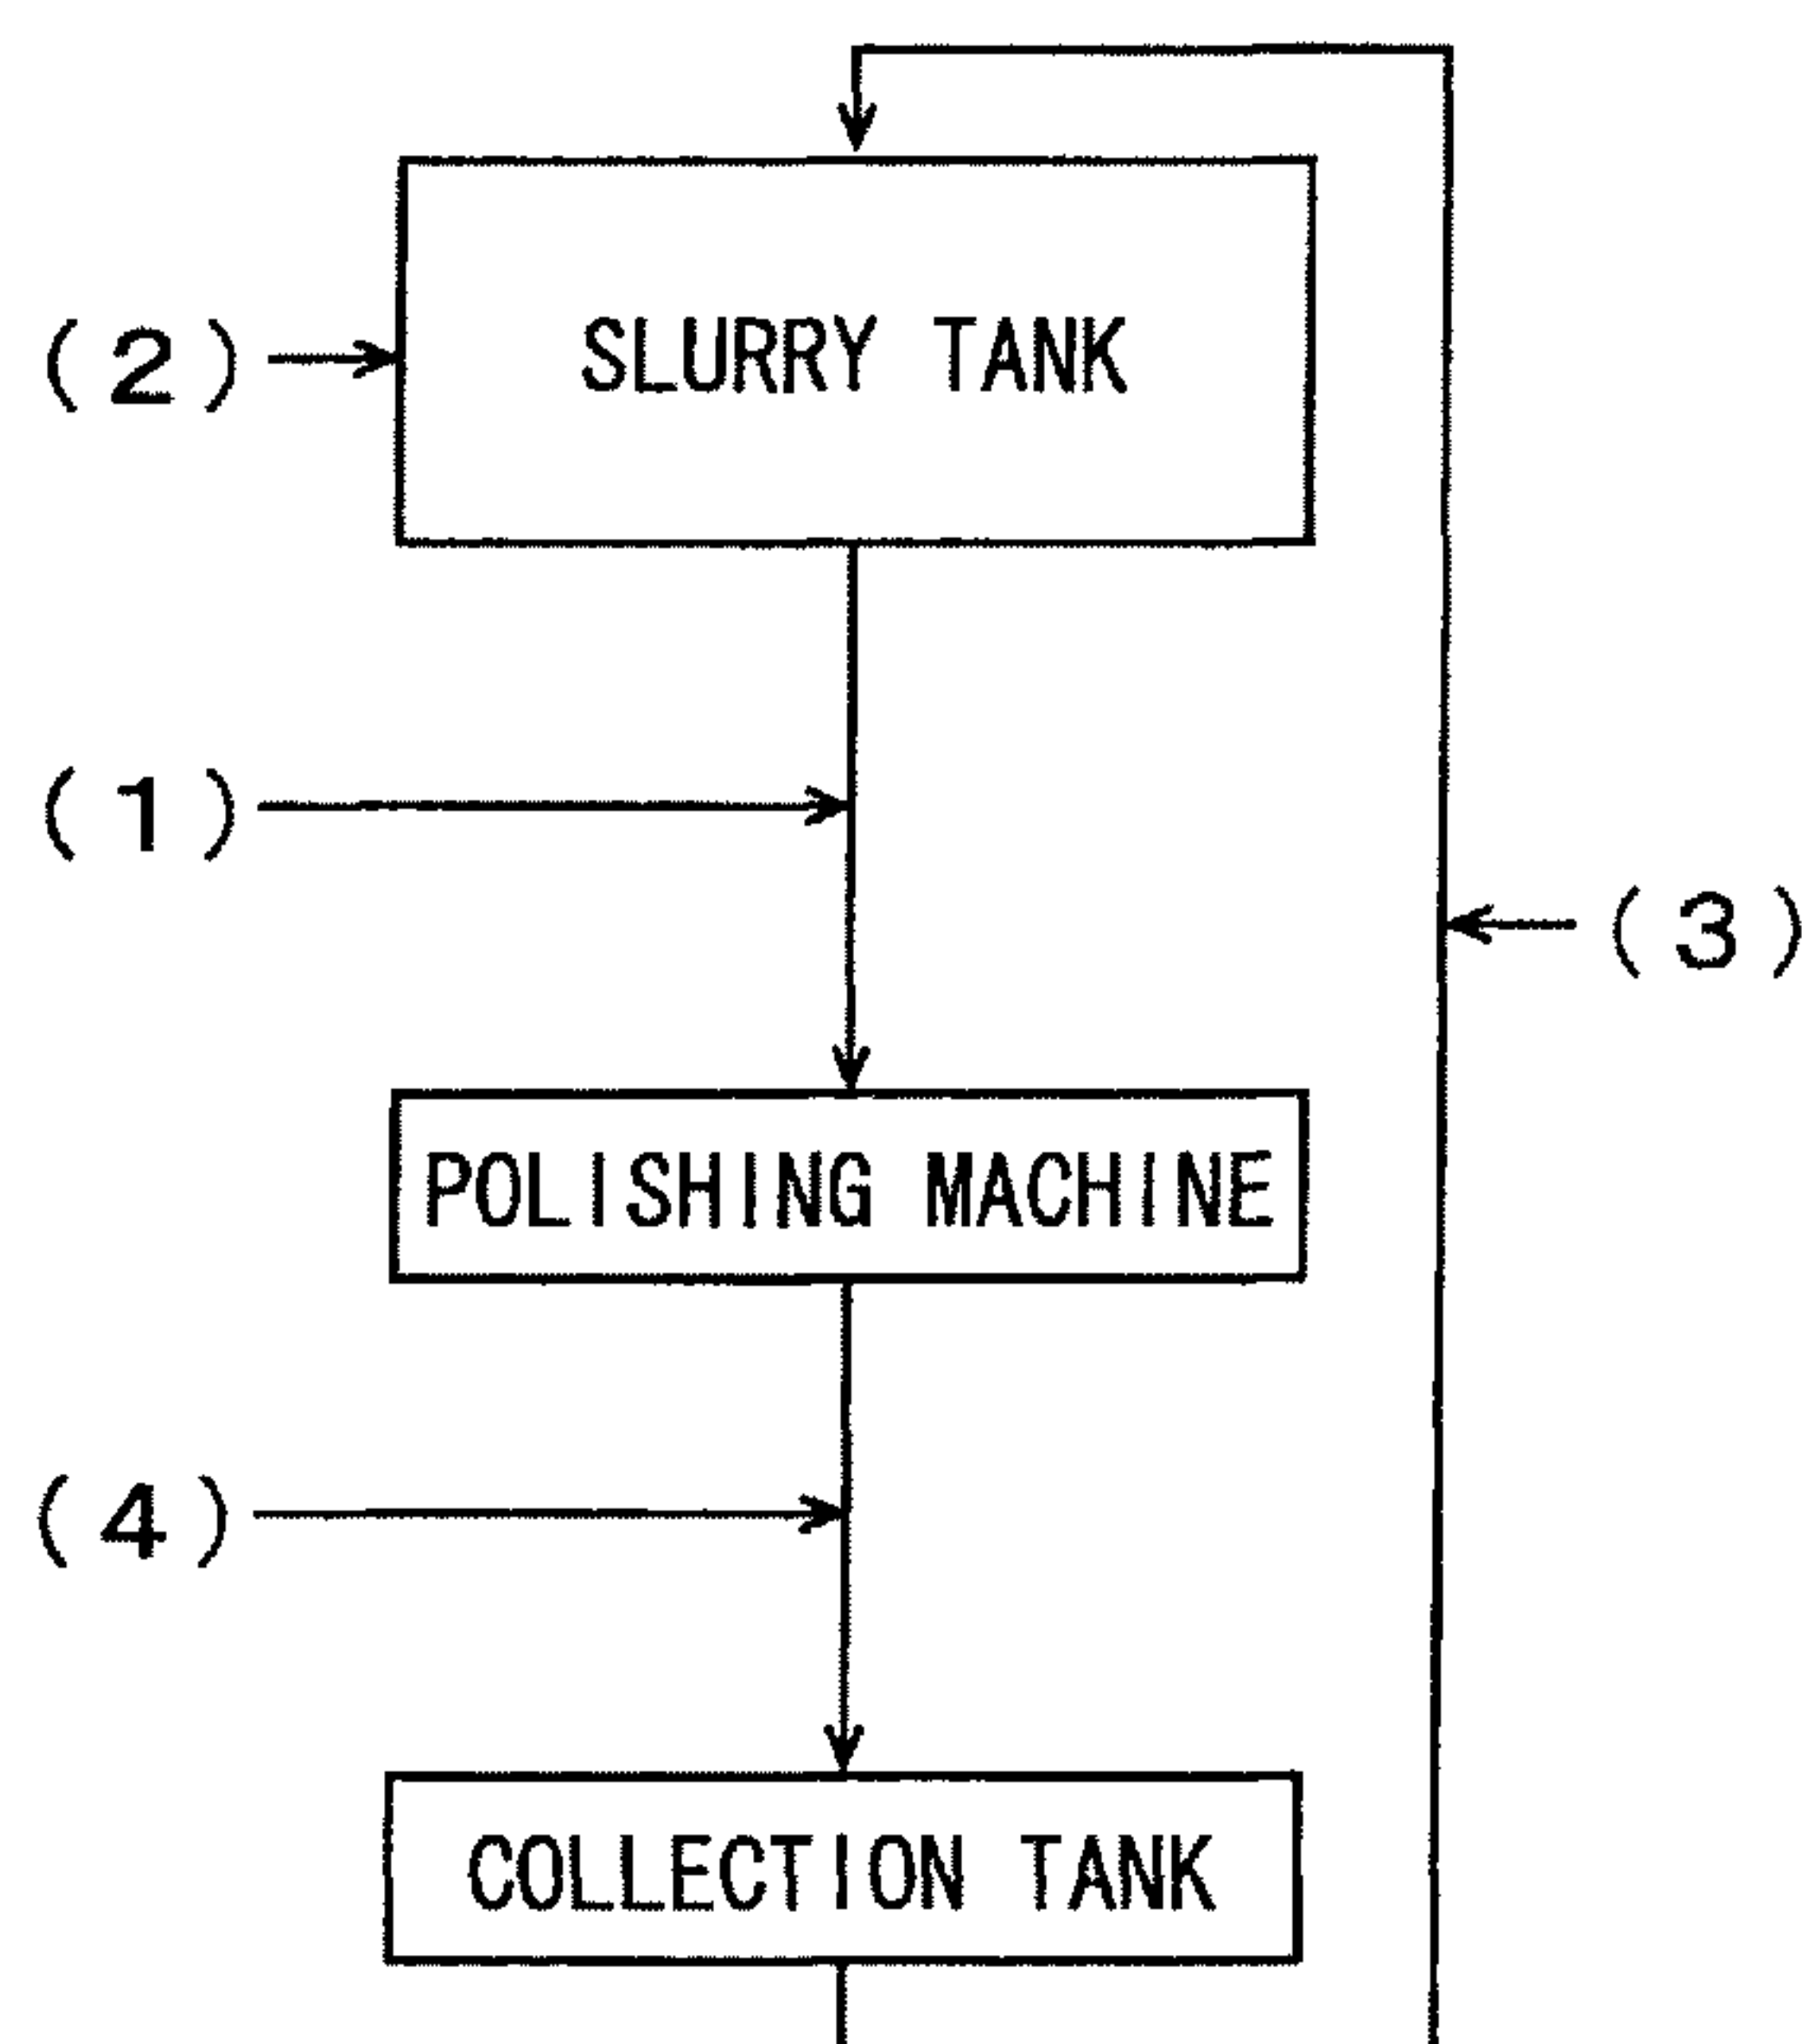 (2)
SLURRY TANK
(1)
(3)
POLISHING MACHINE
(4)
COLLECTION TANK